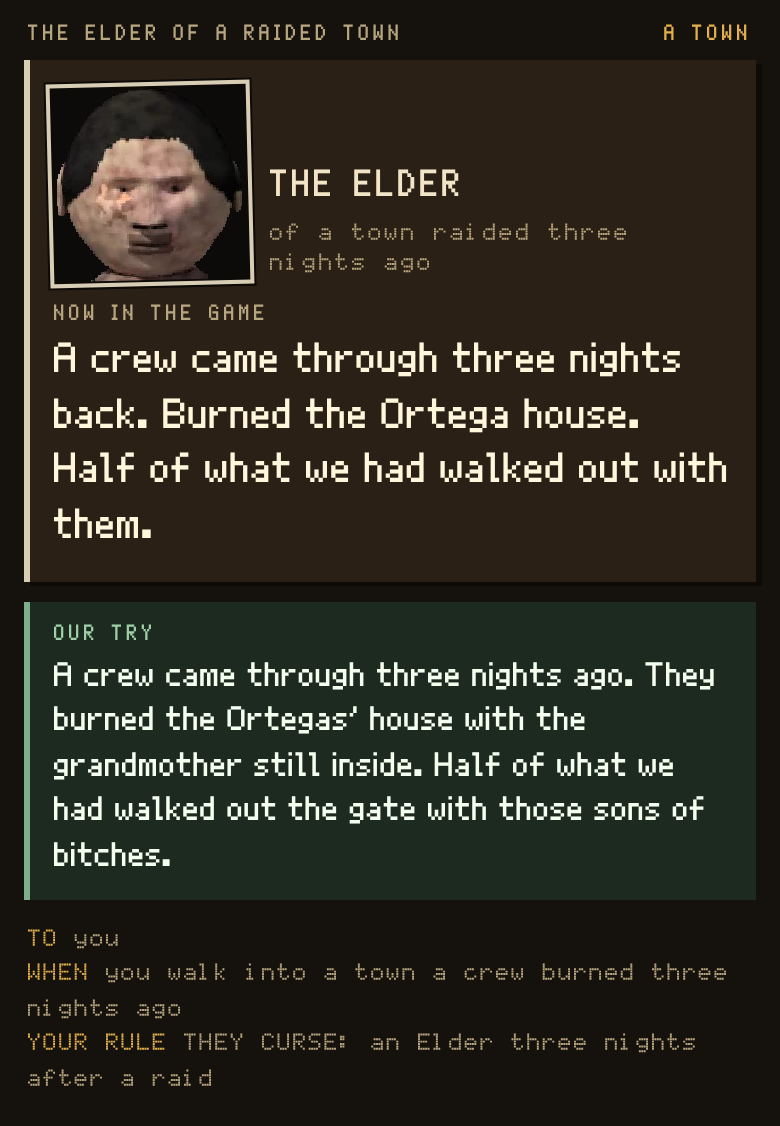 THE ELDER OF A RAIDED TOWN
A TOWN
THE ELDER
of a town raided three
nights ago
NOW IN THE GAME
A crew came through three nights
back. Burned the Ortega house.
Half of what we had walked out with
them.
OUR TRY
A crew came through three nights ago. They
burned the Ortegas' house with the
grandmother still inside. Half of what we
had walked out the gate with those sons of
bitches.
TO you
WHEN you walk into a town a crew burned three
nights ago
YOUR RULE THEY CURSE: an Elder three nights
after a raid